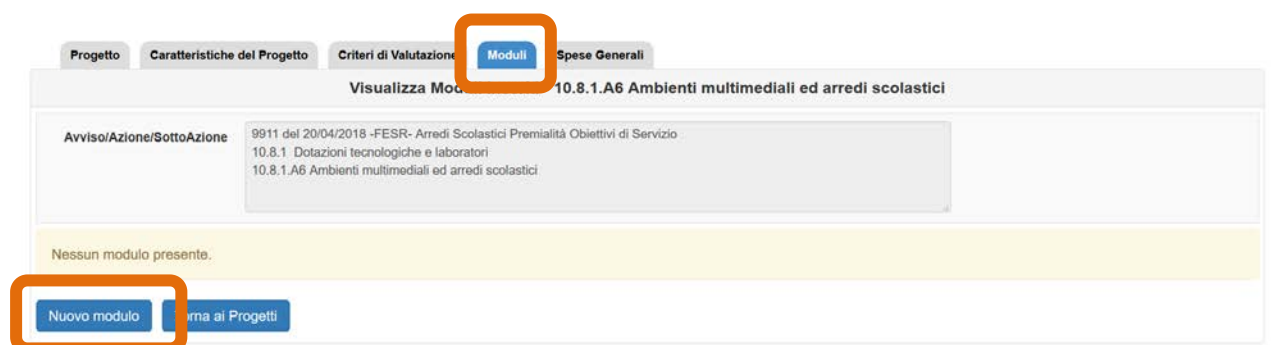 Progetto Caratteristiche del Progetto Criteri di Valutazione Moduli Spese Generali
Visualizza 10.8.1.A6 Ambienti multimediali ed arredi scolastici
Avviso/Azione/SottoAzione
9911 del 20/04/2018 -FESR- Arredi Scolastici Premialità Obiettivi di Servizio
10.8.1 Dotazioni tecnologiche e laboratori
10.8.1.A6 Ambienti multimediali ed arredi scolastici
Nessun modulo presente.
Nuovo modulo Torna ai Progetti